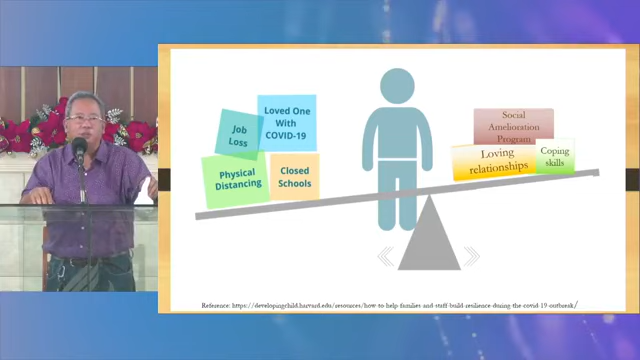 Loved One
With
COVID-19
Job
Loss
Physical
Distancing
Closed
Schools
Social
Amelioration
Program
Loving
relationships
Coping
skills
Reference: https://developingchild.harvard.edu/resources/how-to-help-families-and-staff-build-resilience-during-the-covid-19-outbreak/